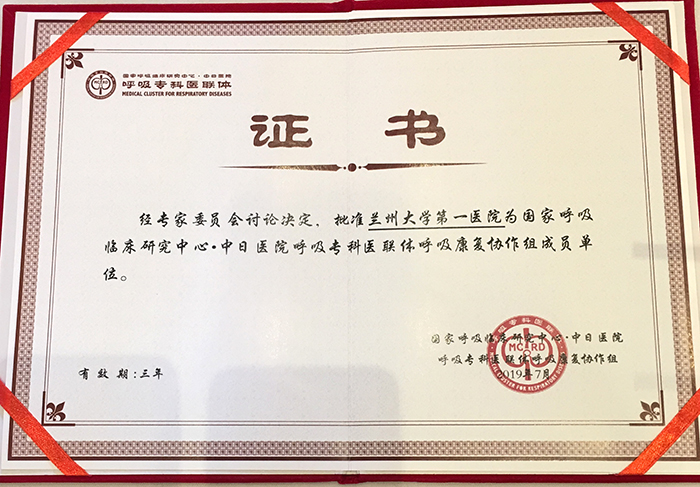 国家呼吸临床研究中心·中日医院
呼吸专科医联体
MEDICAL CLUSTER FOR RESPIRATORY DISEASES
证书
经专家委员会讨论决定,批准兰州大学第一医院为国家呼吸
临床研究中心·中日医院呼吸专科医联体呼吸康复协作组成员单
位。
国家呼吸临床研究中心·中日医院
呼吸专科医联体呼吸康复协作组
2019年7月
有效期:三年
MCRD